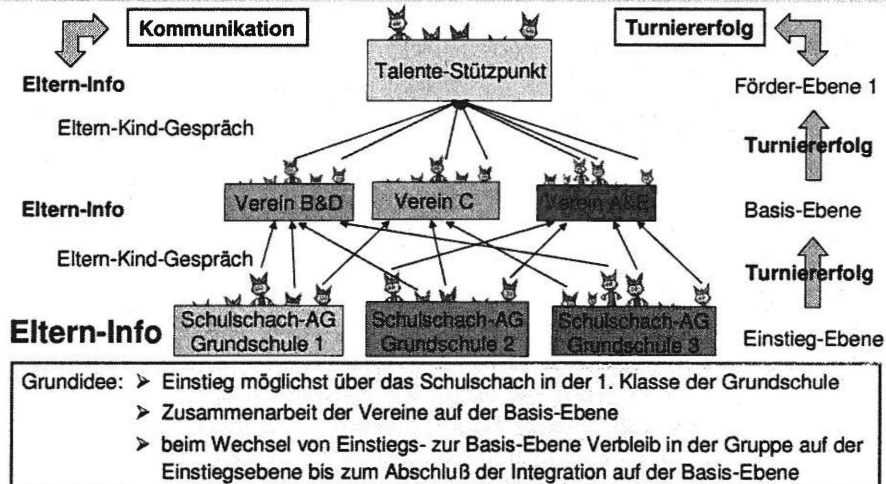 Kommunikation
Turniererfolg
Talente-Stützpunkt
Eltern-Info
Förder-Ebene 1
Eltern-Kind-Gespräch
Turniererfolg
Verein B&D
Verein C
Verein A&E
Eltern-Info
Basis-Ebene
Eltern-Kind-Gespräch
Turniererfolg
Eltern-Info
Schulschach-AG
Grundschule 1
Schulschach-AG
Grundschule 2
Schulschach-AG
Grundschule 3
Einstieg-Ebene
Grundidee: ➢ Einstieg möglichst über das Schulschach in der 1. Klasse der Grundschule
➢ Zusammenarbeit der Vereine auf der Basis-Ebene
➢ beim Wechsel von Einstiegs- zur Basis-Ebene Verbleib in der Gruppe auf der
Einstiegsebene bis zum Abschluß der Integration auf der Basis-Ebene